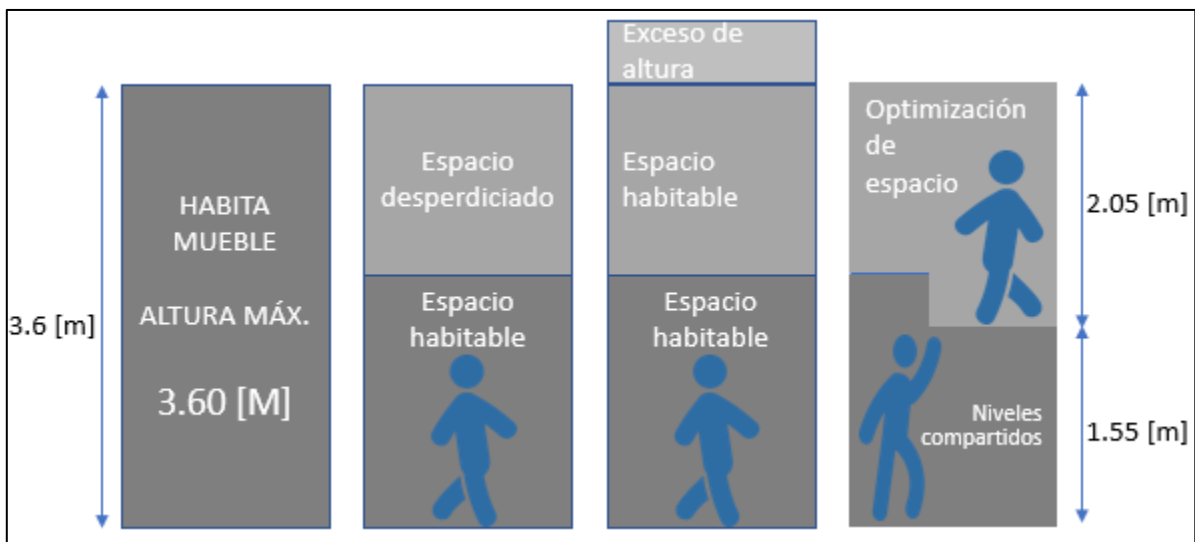 3.6 [m]
HABITA
MUEBLE
ALTURA MÁX.
3.60 [M]
Espacio
desperdiciado
Espacio
habitable
Exceso de
altura
Espacio
habitable
Espacio
habitable
Optimización
de
espacio
Niveles
compartidos
2.05 [m]
1.55 [m]